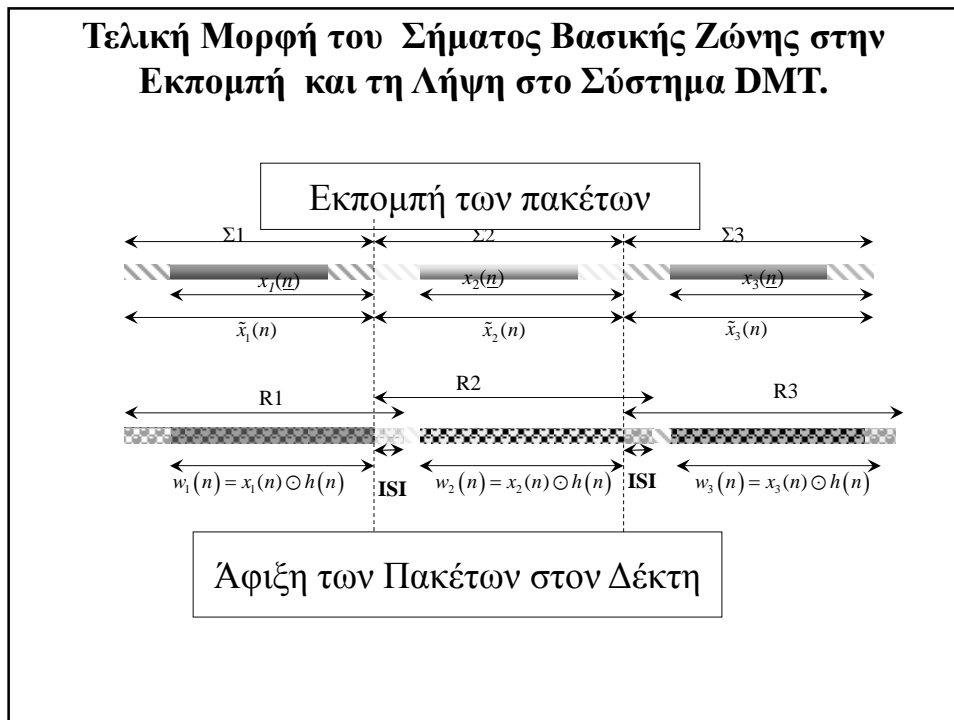 Τελική Μορφή του Σήματος Βασικής Ζώνης στην
Εκπομπή και τη Λήψη στο Σύστημα DMT.
Εκπομπή των πακέτων
Σ1 Σ2 Σ3
x₁(n) x₂(n) x₃(n)
x̃₁(n) x̃₂(n) x̃₃(n)
R2
R1 R3
w₁(n) = x₁(n) ⊙ h(n) ISI w₂(n) = x₂(n) ⊙ h(n) ISI w₃(n) = x₃(n) ⊙ h(n)
Άφιξη των Πακέτων στον Δέκτη